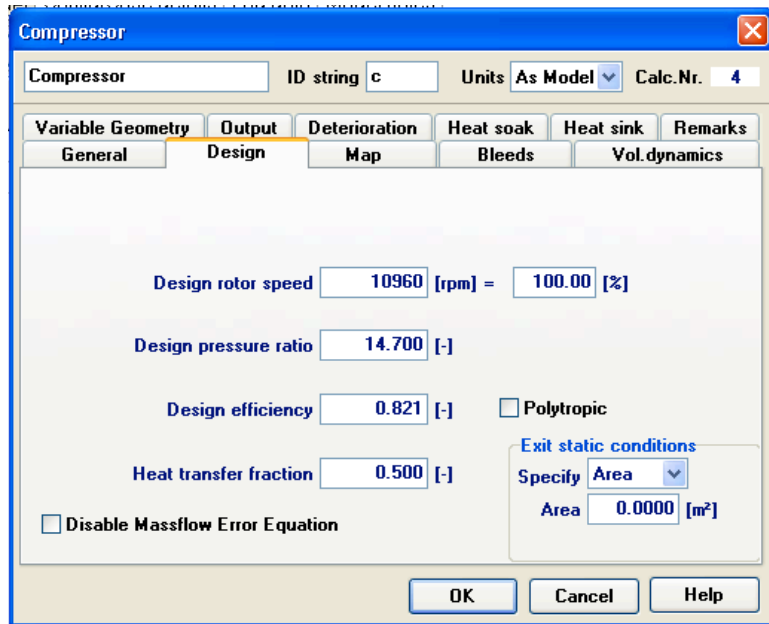 Compressor
Compressor ID string c Units As Model Calc.Nr. 4
Variable Geometry Output Deterioration Heat soak Heat sink Remarks
General Design Map Bleeds Vol.dynamics
Design rotor speed 10960 [rpm] = 100.00 [%]
Design pressure ratio 14.700 [-]
Design efficiency 0.821 [-] Polytropic
Exit static conditions
Heat transfer fraction 0.500 [-] Specify Area
Area 0.0000 [m²]
Disable Massflow Error Equation
OK Cancel Help